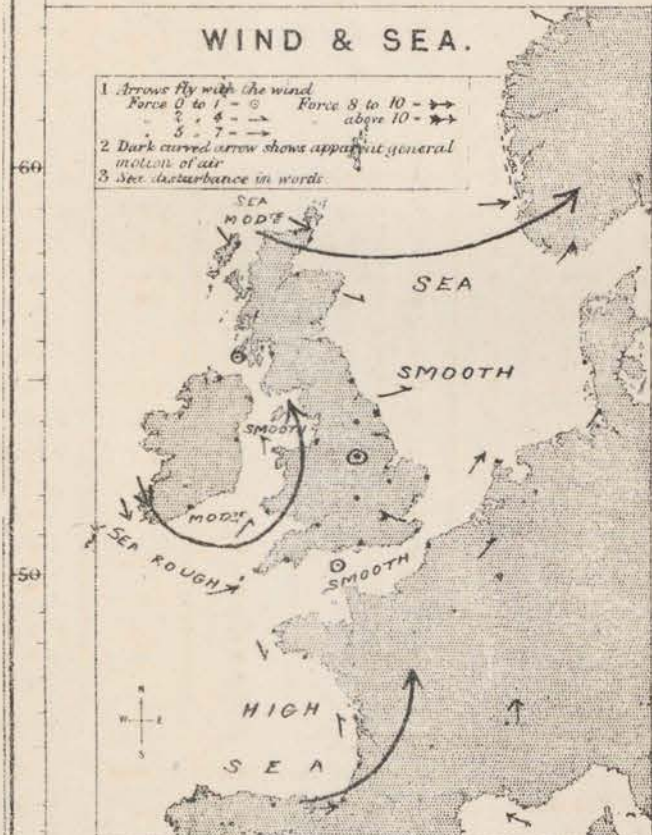 WIND & SEA.
1 Arrows fly with the wind
Force 0 to 1 - ⊙ Force 8 to 10 - ➳
" 2 " 4 - → above 10 - ➳
" 5 " 7 - →
2 Dark curved arrow shows apparent general
motion of air
3 Sea disturbance in words
60
SEA
MODTE
SEA
SMOOTH
SMOOTH
MODTE
SEA ROUGH
SMOOTH
50
HIGH
SEA
N
W E
S